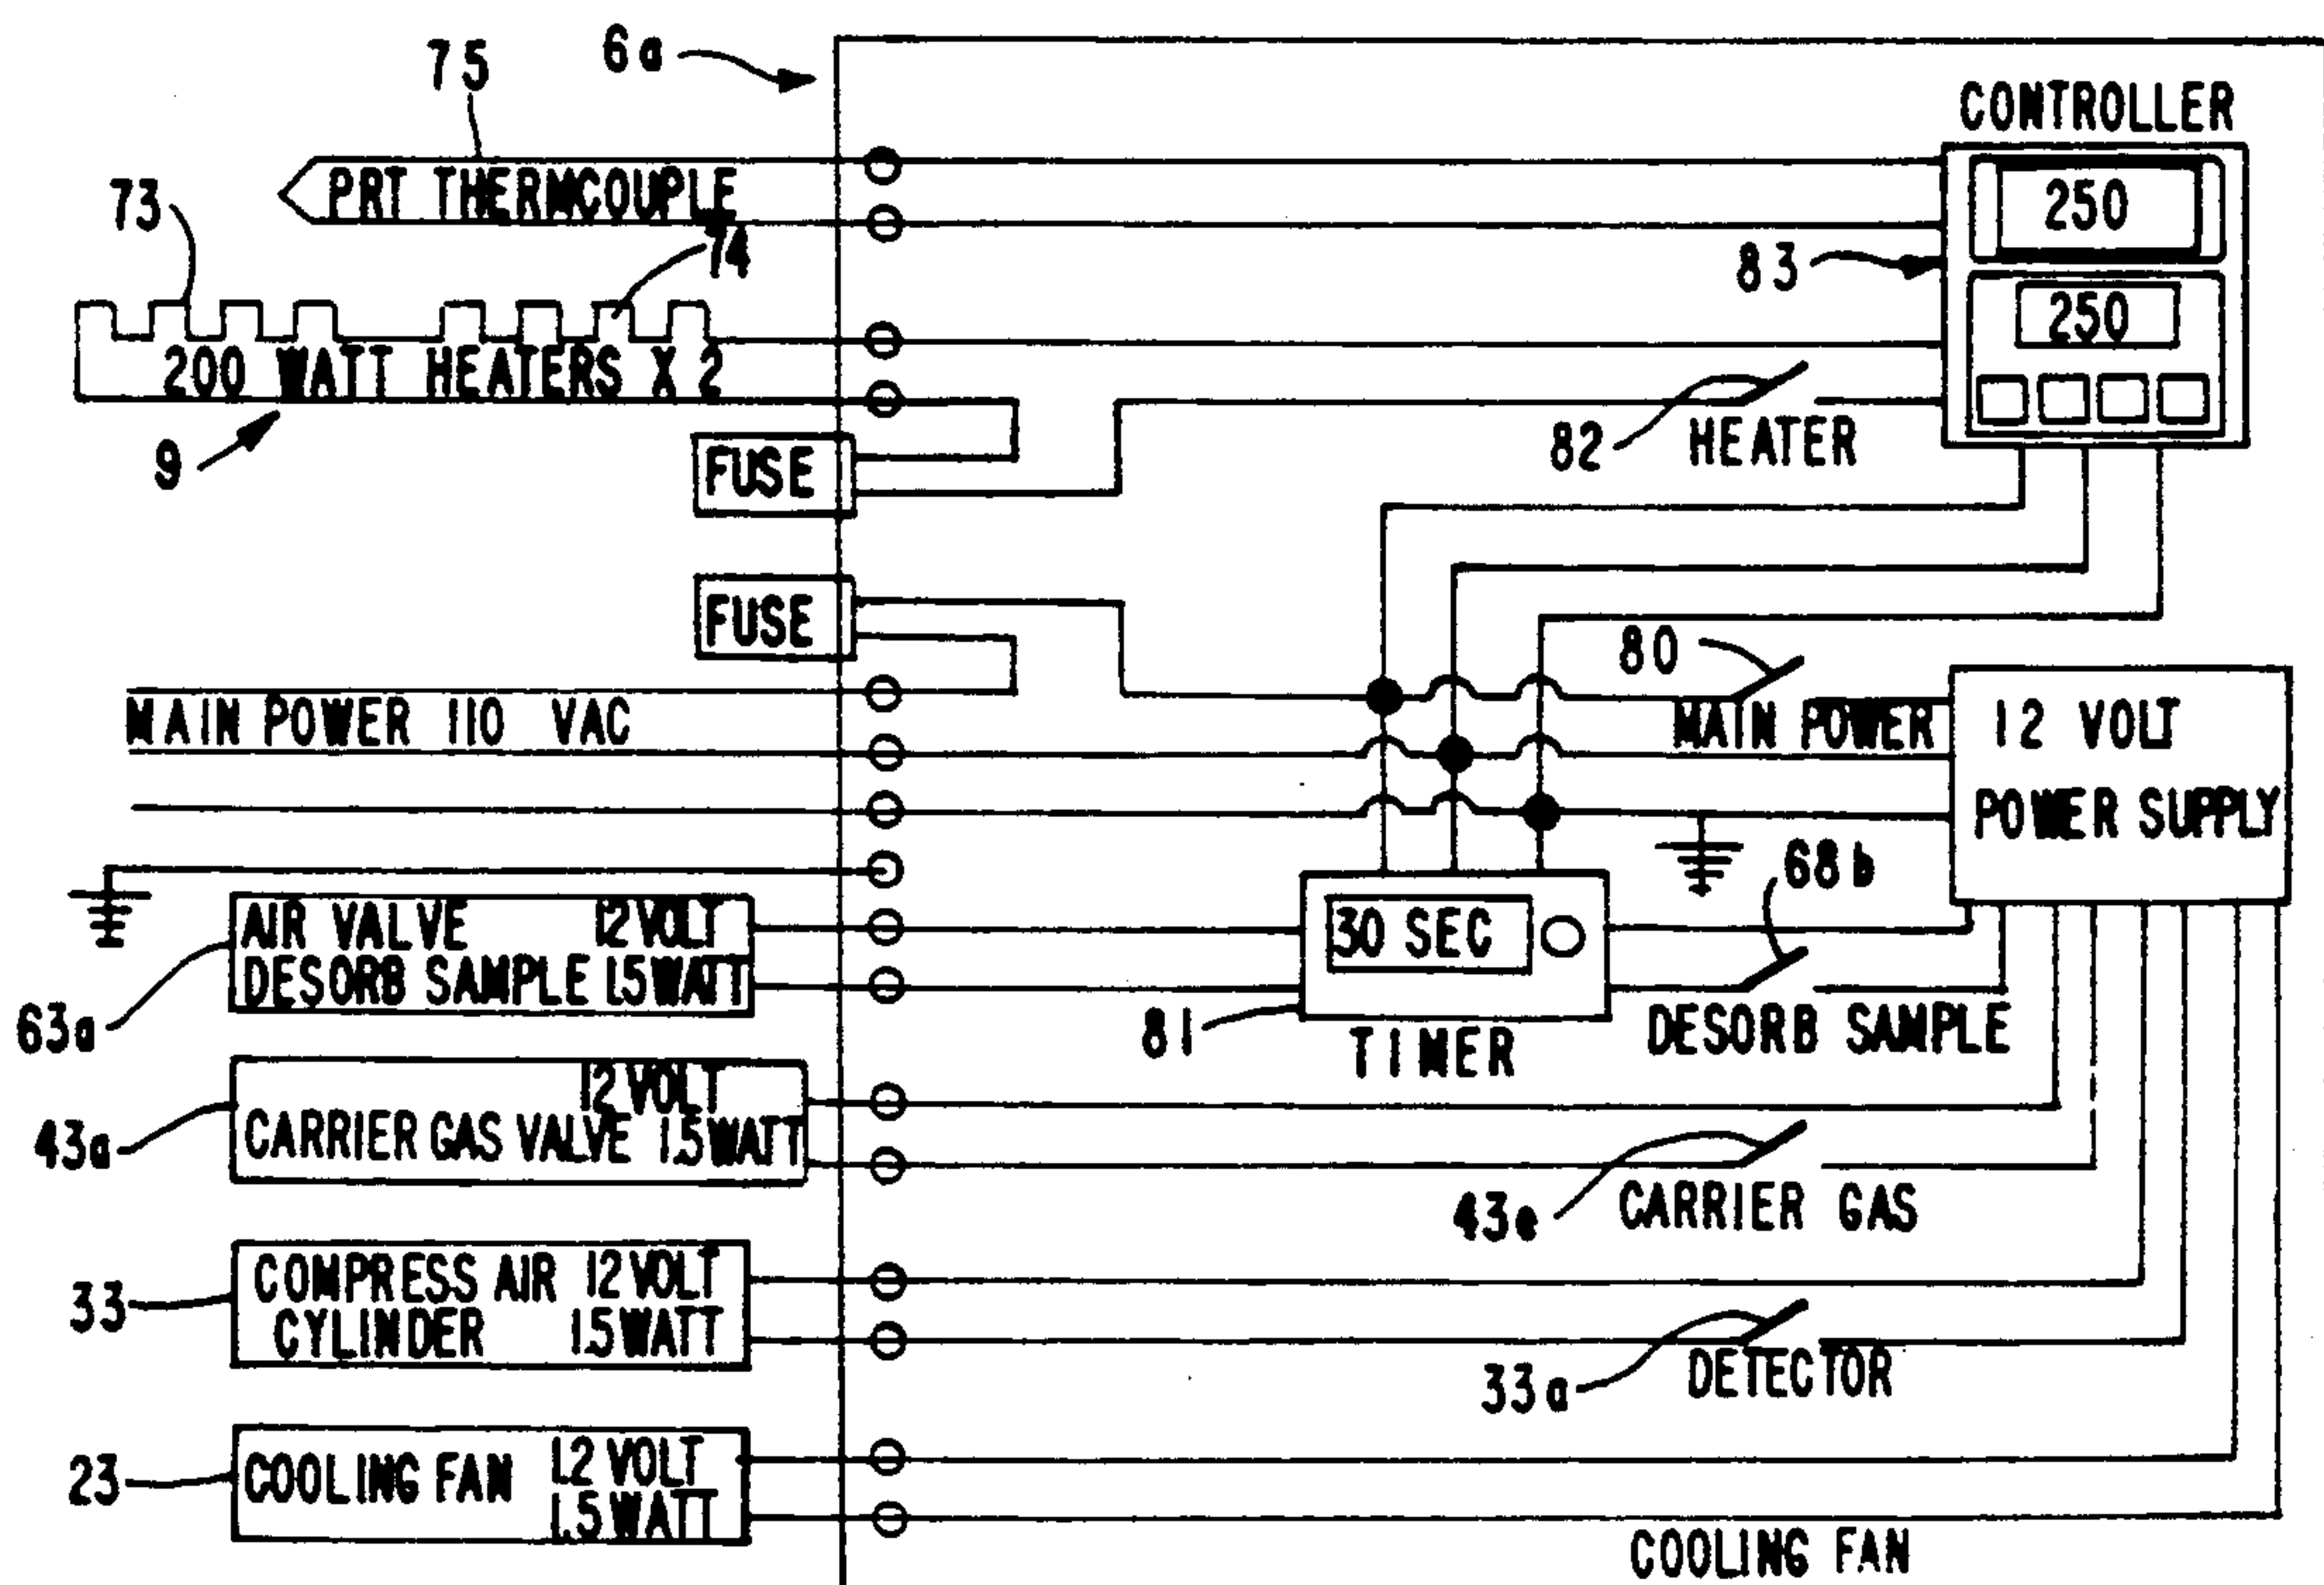 6a
75
CONTROLLER
PRT THERMCOUPLE
250
73
74
83
250
200 WATT HEATERS X 2
82
HEATER
9
FUSE
FUSE
80
MAIN POWER 110 VAC
MAIN POWER
12 VOLT
POWER SUPPLY
68b
AIR VALVE 12 VOLT
DESORB SAMPLE 1.5 WATT
30 SEC
63a
81
TIMER
DESORB SAMPLE
12 VOLT
CARRIER GAS VALVE 1.5 WATT
43a
43e
CARRIER GAS
COMPRESS AIR 12 VOLT
CYLINDER 1.5 WATT
33
33a
DETECTOR
COOLING FAN 12 VOLT
1.5 WATT
23
COOLING FAN